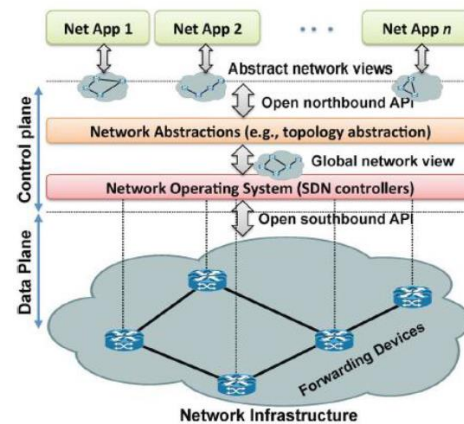 Net App 1
Net App 2
Net App n
Abstract network views
Open northbound API
Network Abstractions (e.g., topology abstraction)
Global network view
Network Operating System (SDN controllers)
Open southbound API
Control plane
Data Plane
Forwarding Devices
Network Infrastructure